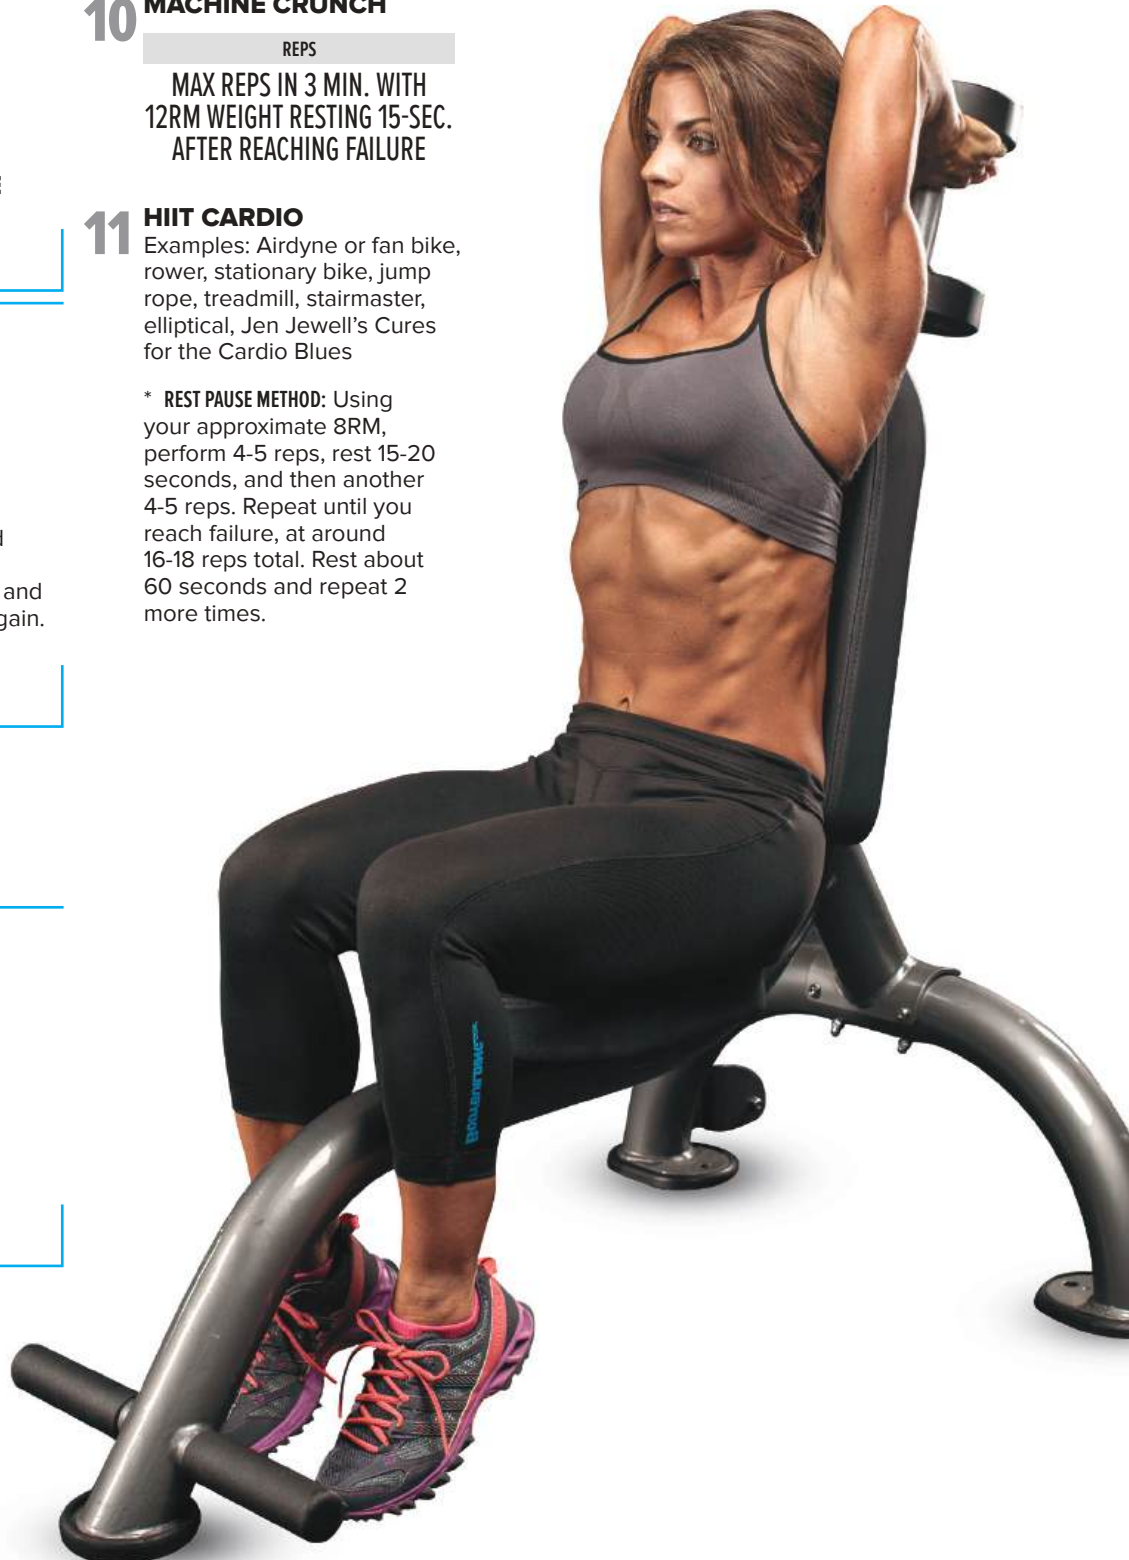 10 MACHINE CRUNCH
REPS
MAX REPS IN 3 MIN. WITH
12RM WEIGHT RESTING 15-SEC.
AFTER REACHING FAILURE
11 HIIT CARDIO
Examples: Airdyne or fan bike,
rower, stationary bike, jump
rope, treadmill, stairmaster,
elliptical, Jen Jewell’s Cures
for the Cardio Blues
* REST PAUSE METHOD: Using
your approximate 8RM,
perform 4-5 reps, rest 15-20
seconds, and then another
4-5 reps. Repeat until you
reach failure, at around
16-18 reps total. Rest about
60 seconds and repeat 2
more times.
and
BODYBUILDING